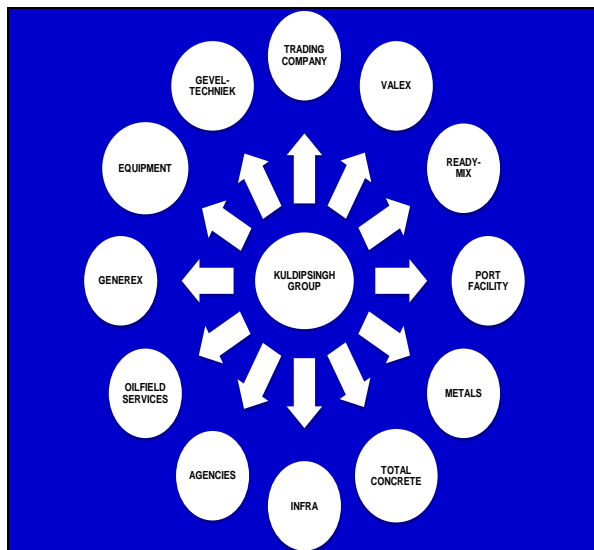 TRADING
COMPANY
VALEX
READY-
MIX
PORT
FACILITY
METALS
TOTAL
CONCRETE
INFRA
AGENCIES
OILFIELD
SERVICES
GENEREX
EQUIPMENT
GEVEL-
TECHNIEK
KULDIPSINGH
GROUP